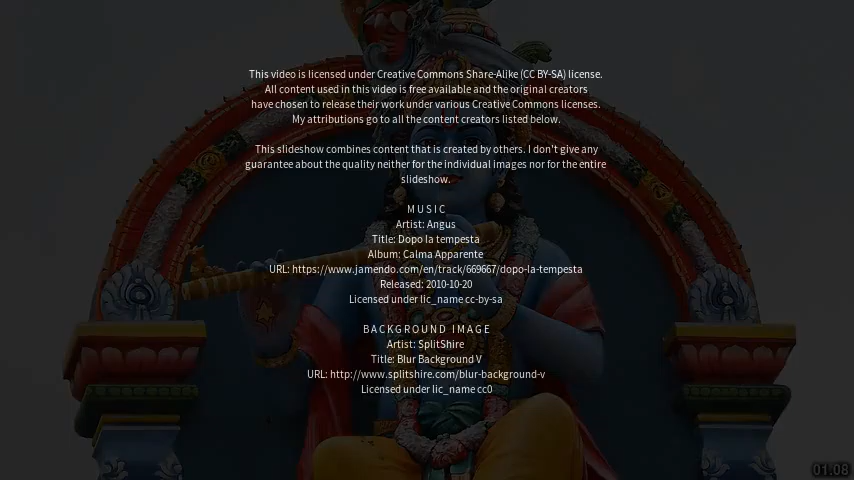 This video is licensed under Creative Commons Share-Alike (CC BY-SA) license.
All content used in this video is free available and the original creators
have chosen to release their work under various Creative Commons licenses.
My attributions go to all the content creators listed below.
This slideshow combines content that is created by others. I don't give any
guarantee about the quality neither for the individual images nor for the entire
slideshow.
MUSIC
Artist: Angus
Title: Dopo la tempesta
Album: Calma Apparente
URL: https://www.jamendo.com/en/track/669667/dopo-la-tempesta
Released: 2010-10-20
Licensed under lic_name cc-by-sa
BACKGROUND IMAGE
Artist: SplitShire
Title: Blur Background V
URL: http://www.splitshire.com/blur-background-v
Licensed under lic_name cc0
01.08